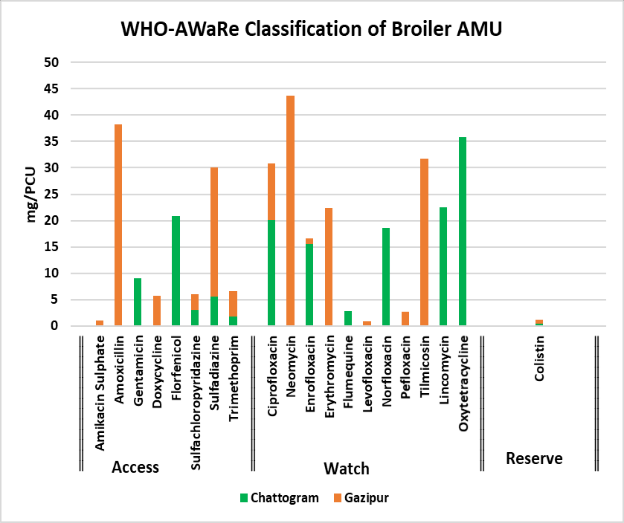 WHO-AWaRe Classification of Broiler AMU
mg/PCU
50
45
40
35
30
25
20
15
10
5
0
Amikacin Sulphate
Amoxicillin
Gentamicin
Doxycycline
Florfenicol
Sulfachloropyridazine
Sulfadiazine
Trimethoprim
Ciprofloxacin
Neomycin
Enrofloxacin
Erythromycin
Flumequine
Levofloxacin
Norfloxacin
Pefloxacin
Tilmicosin
Lincomycin
Oxytetracycline
Colistin
Access
Watch
Reserve
Chattogram
Gazipur